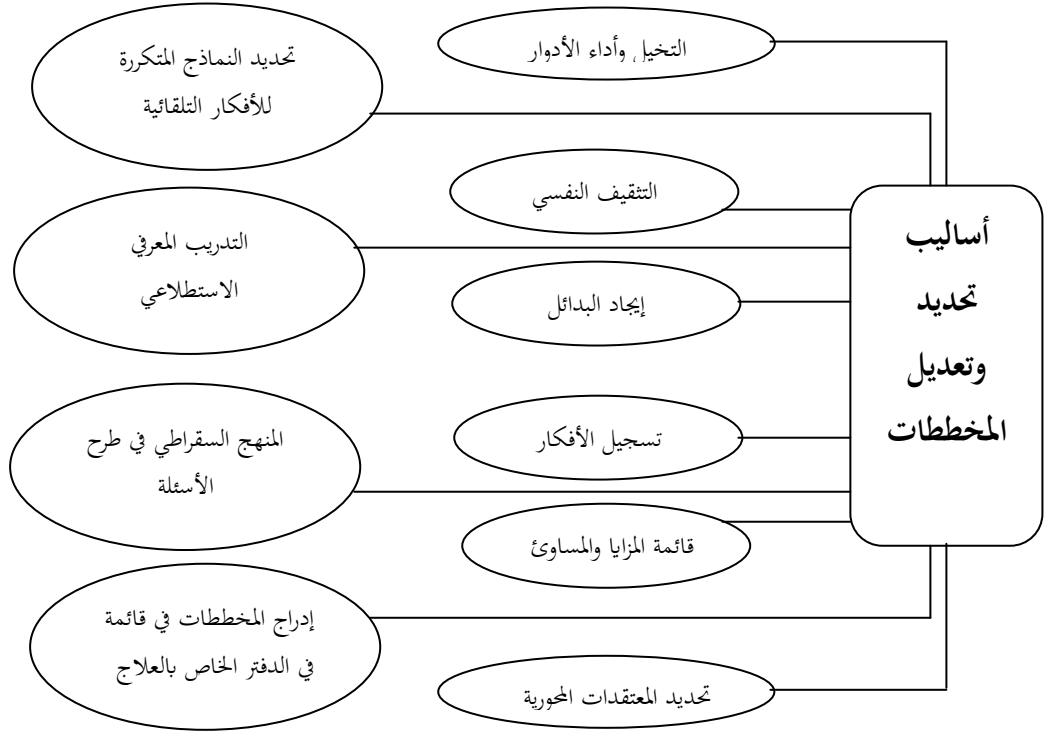 أساليب
تحديد
وتعديل
المخططات
التخيل وأداء الأدوار
تحديد النماذج المتكررة
للأفكار التلقائية
التثقيف النفسي
التدريب المعرفي
الاستطلاعي
إيجاد البدائل
تسجيل الأفكار
المنهج السقراطي في طرح
الأسئلة
قائمة المزايا والمساوئ
إدراج المخططات في قائمة
في الدفتر الخاص بالعلاج
تحديد المعتقدات المحورية